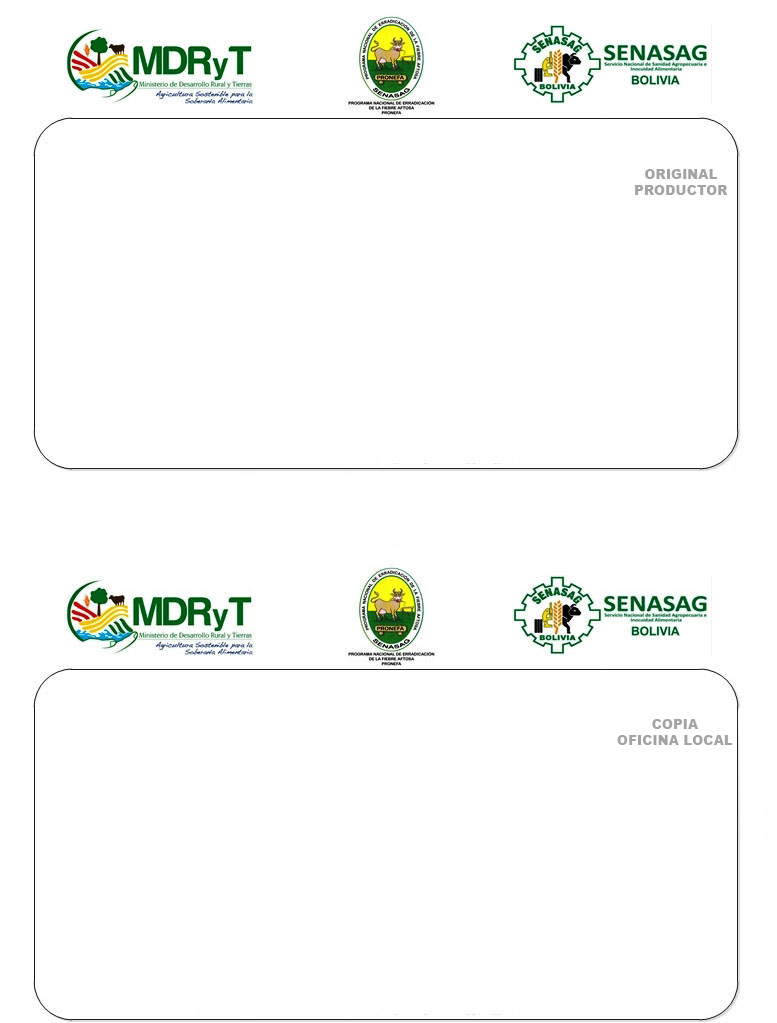 MDRyT
Ministerio de Desarrollo Rural y Tierras
Agricultura Sostenible para la
Soberanía Alimentaria
PROGRAMA NACIONAL DE ERRADICACIÓN DE LA FIEBRE AFTOSA
PRONEFA
SENASAG
PROGRAMA NACIONAL DE ERRADICACIÓN
DE LA FIEBRE AFTOSA
PRONEFA
SENASAG
BOLIVIA
SENASAG
Servicio Nacional de Sanidad Agropecuaria e
Inocuidad Alimentaria
BOLIVIA
ORIGINAL
PRODUCTOR
MDRyT
Ministerio de Desarrollo Rural y Tierras
Agricultura Sostenible para la
Soberanía Alimentaria
PROGRAMA NACIONAL DE ERRADICACIÓN DE LA FIEBRE AFTOSA
PRONEFA
SENASAG
PROGRAMA NACIONAL DE ERRADICACIÓN
DE LA FIEBRE AFTOSA
PRONEFA
SENASAG
BOLIVIA
SENASAG
Servicio Nacional de Sanidad Agropecuaria e
Inocuidad Alimentaria
BOLIVIA
COPIA
OFICINA LOCAL